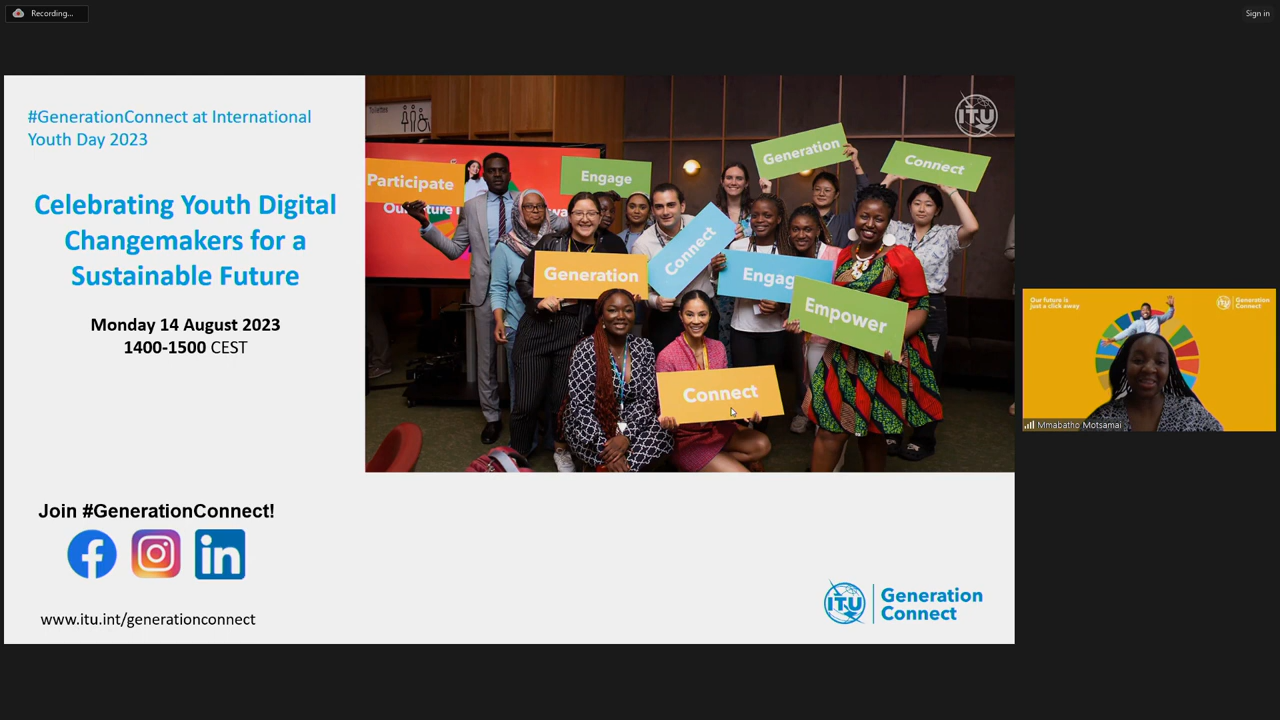 Recording...
Sign in
#GenerationConnect at International
Youth Day 2023
Celebrating Youth Digital
Changemakers for a
Sustainable Future
Monday 14 August 2023
1400-1500 CEST
ITU
Participate
Engage
Generation
Connect
Our future i
Connect
Generation
Engag
Empower
Connect
Our future is
just a click away
Generation
Connect
Mmabatho Motsamai
Join #GenerationConnect!
www.itu.int/generationconnect
ITU
Generation
Connect